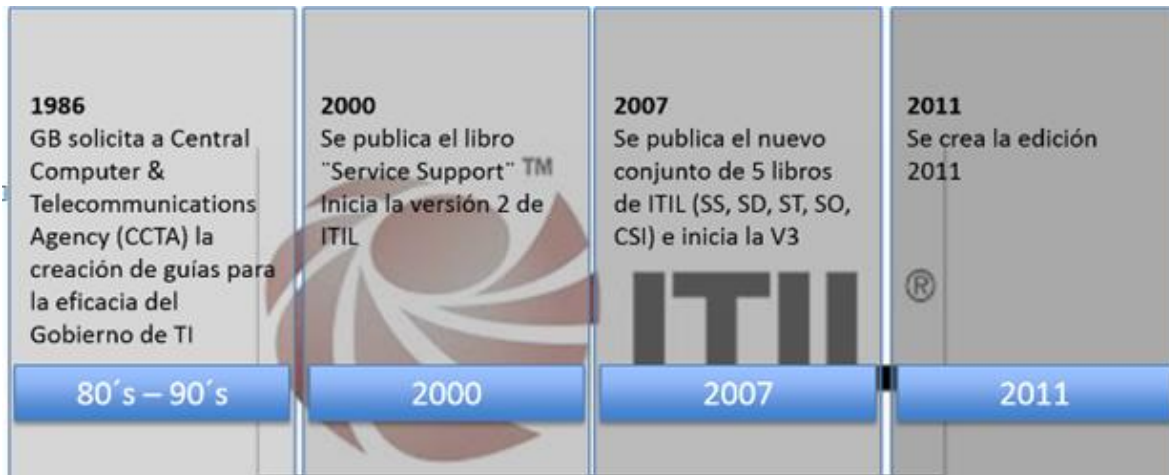 1986
GB solicita a Central
Computer &
Telecommunications
Agency (CCTA) la
creación de guías para
la eficacia del
Gobierno de TI
80´s – 90´s
2000
Se publica el libro
¨Service Support¨ TM
Inicia la versión 2 de
ITIL
2000
2007
Se publica el nuevo
conjunto de 5 libros
de ITIL (SS, SD, ST, SO,
CSI) e inicia la V3
ITIL
2007
2011
Se crea la edición
2011
®
2011